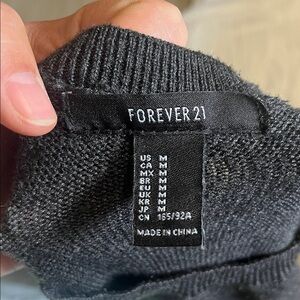 FOREVER 21
US M
CA M
MX M
BR M
EU M
UK M
KR M
JP M
CN 165/92A
MADE IN CHINA